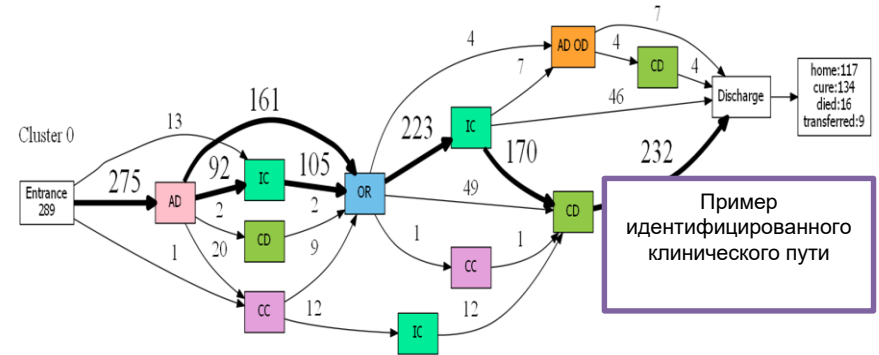 Cluster 0
Entrance
289
275
13
1
AD
161
92
2
20
IC
CD
CC
105
2
9
12
OR
IC
12
4
223
49
1
IC
CC
1
7
46
170
AD OD
4
7
CD
4
CD
232
Discharge
home:117
cure:134
died:16
transferred:9
Пример
идентифицированного
клинического пути